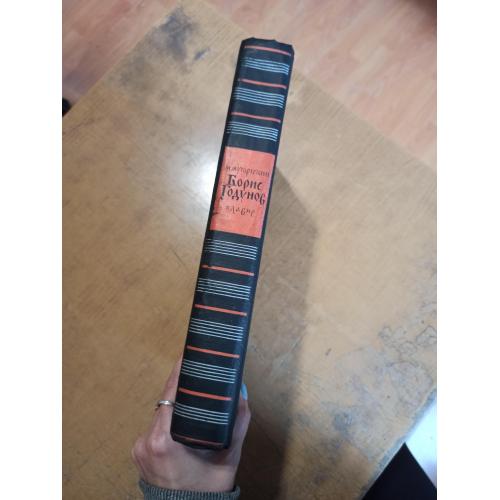 М. Мусоргский
Борис
Годунов
клавир